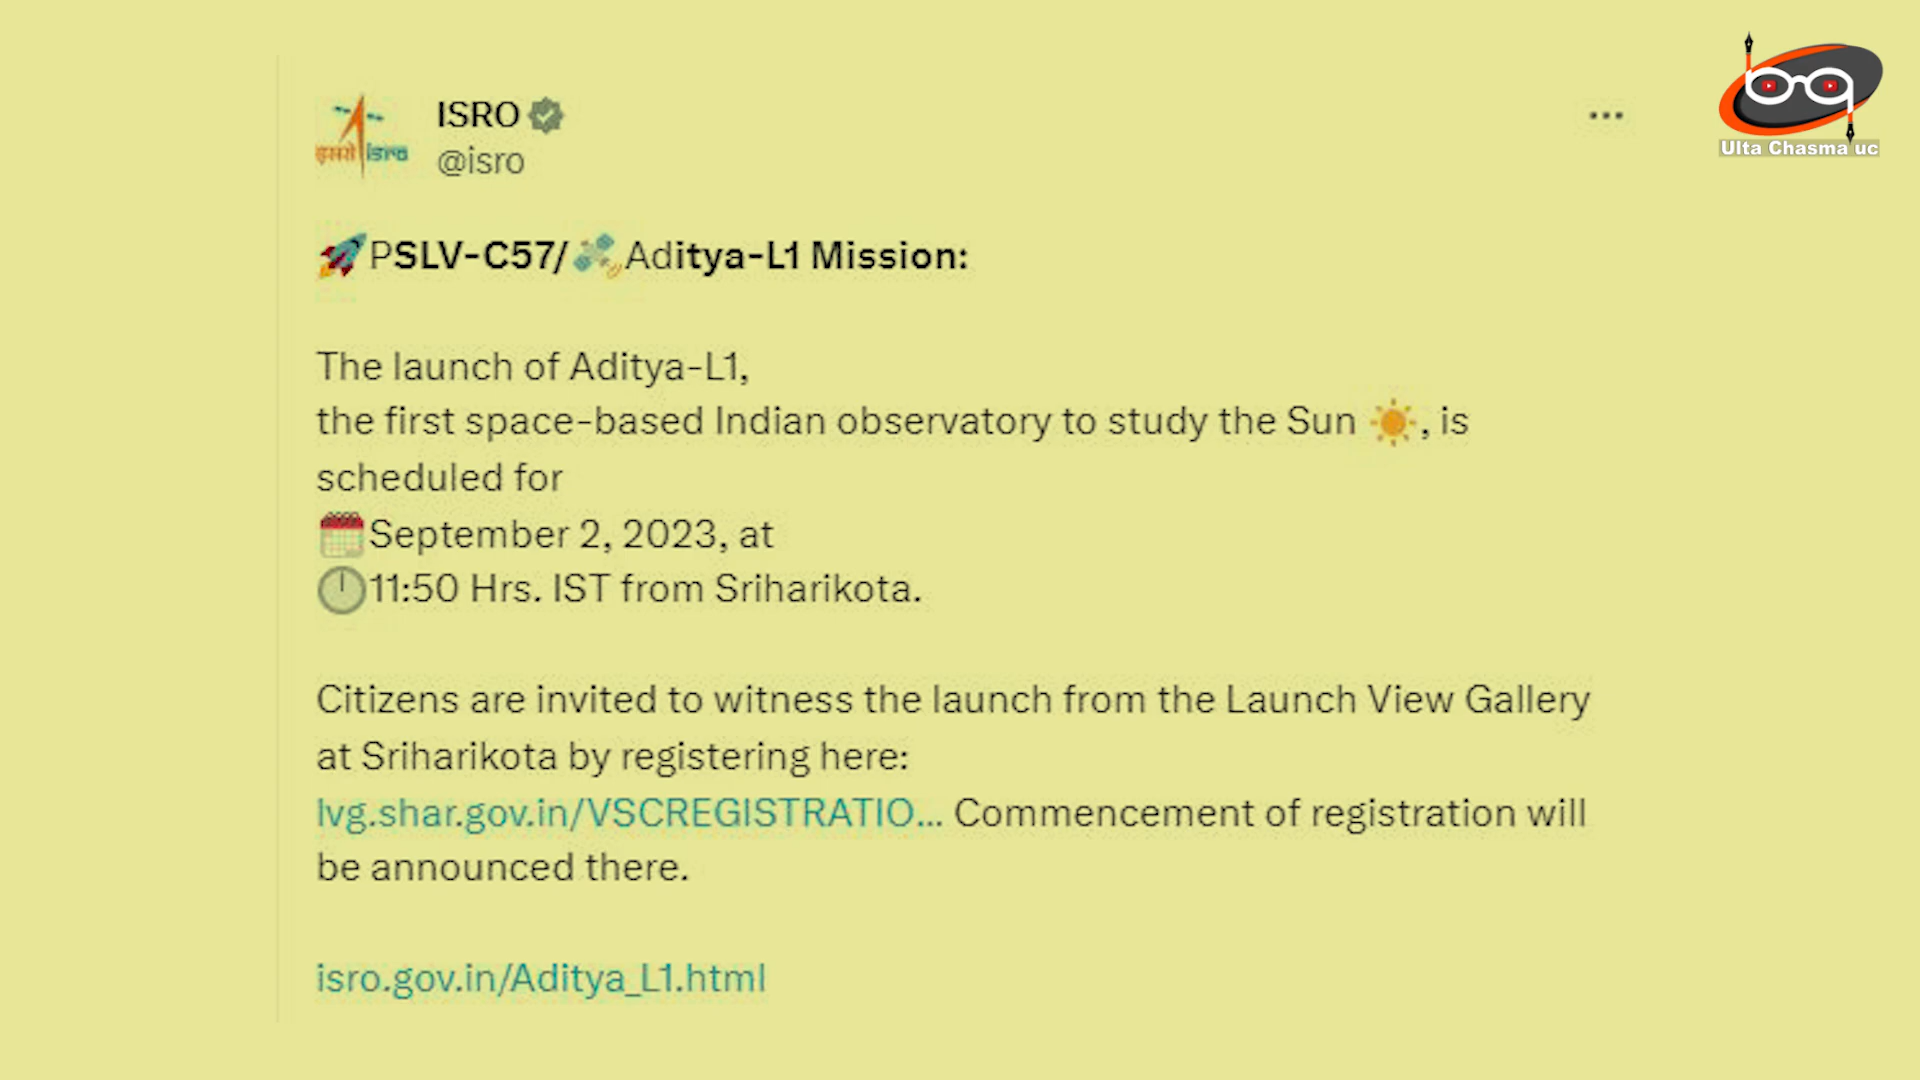 Ulta Chasma uc
इसरो isro
ISRO
@isro
PSLV-C57/Aditya-L1 Mission:
The launch of Aditya-L1,
the first space-based Indian observatory to study the Sun ☀, is
scheduled for
September 2, 2023, at
11:50 Hrs. IST from Sriharikota.
Citizens are invited to witness the launch from the Launch View Gallery
at Sriharikota by registering here:
lvg.shar.gov.in/VSCREGISTRATIO... Commencement of registration will
be announced there.
isro.gov.in/Aditya_L1.html